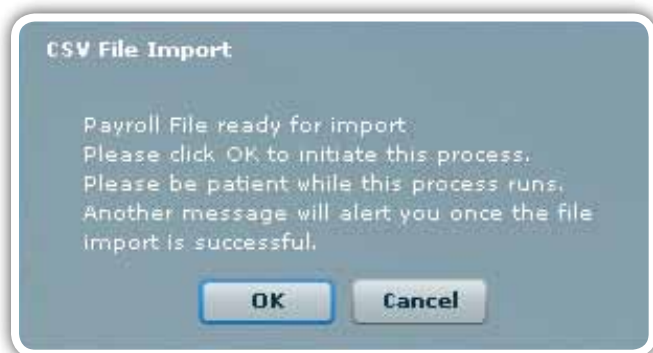 CSV File Import
Payroll File ready for import
Please click OK to initiate this process.
Please be patient while this process runs.
Another message will alert you once the file
import is successful.
OK Cancel